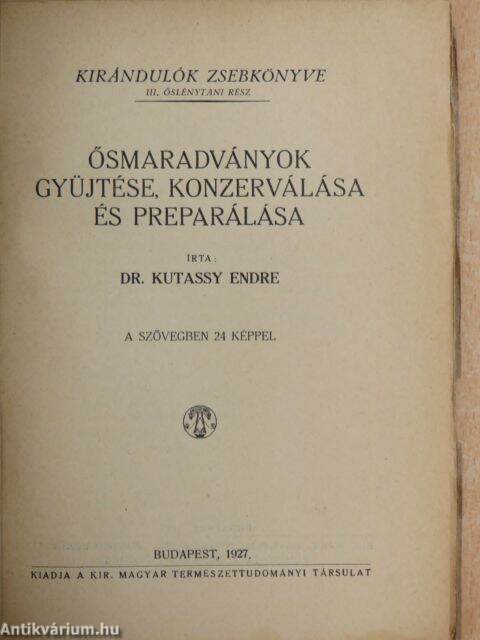 KIRÁNDULÓK ZSEBKÖNYVE
III. ŐSLÉNYTANI RÉSZ
ŐSMARADVÁNYOK
GYÜJTÉSE, KONZERVÁLÁSA
ÉS PREPARÁLÁSA
ÍRTA:
DR. KUTASSY ENDRE
A SZÖVEGBEN 24 KÉPPEL
BUDAPEST, 1927.
KIADJA A KIR. MAGYAR TERMÉSZETTUDOMÁNYI TÁRSULAT
Antikvárium.hu